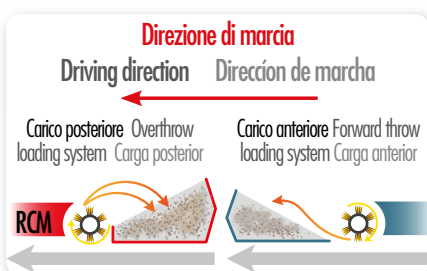 Direzione di marcia
Driving direction Direccíon de marcha
Carico posteriore Overthrow
loading system Carga posterior
Carico anteriore Forward throw
loading system Carga anterior
RCM